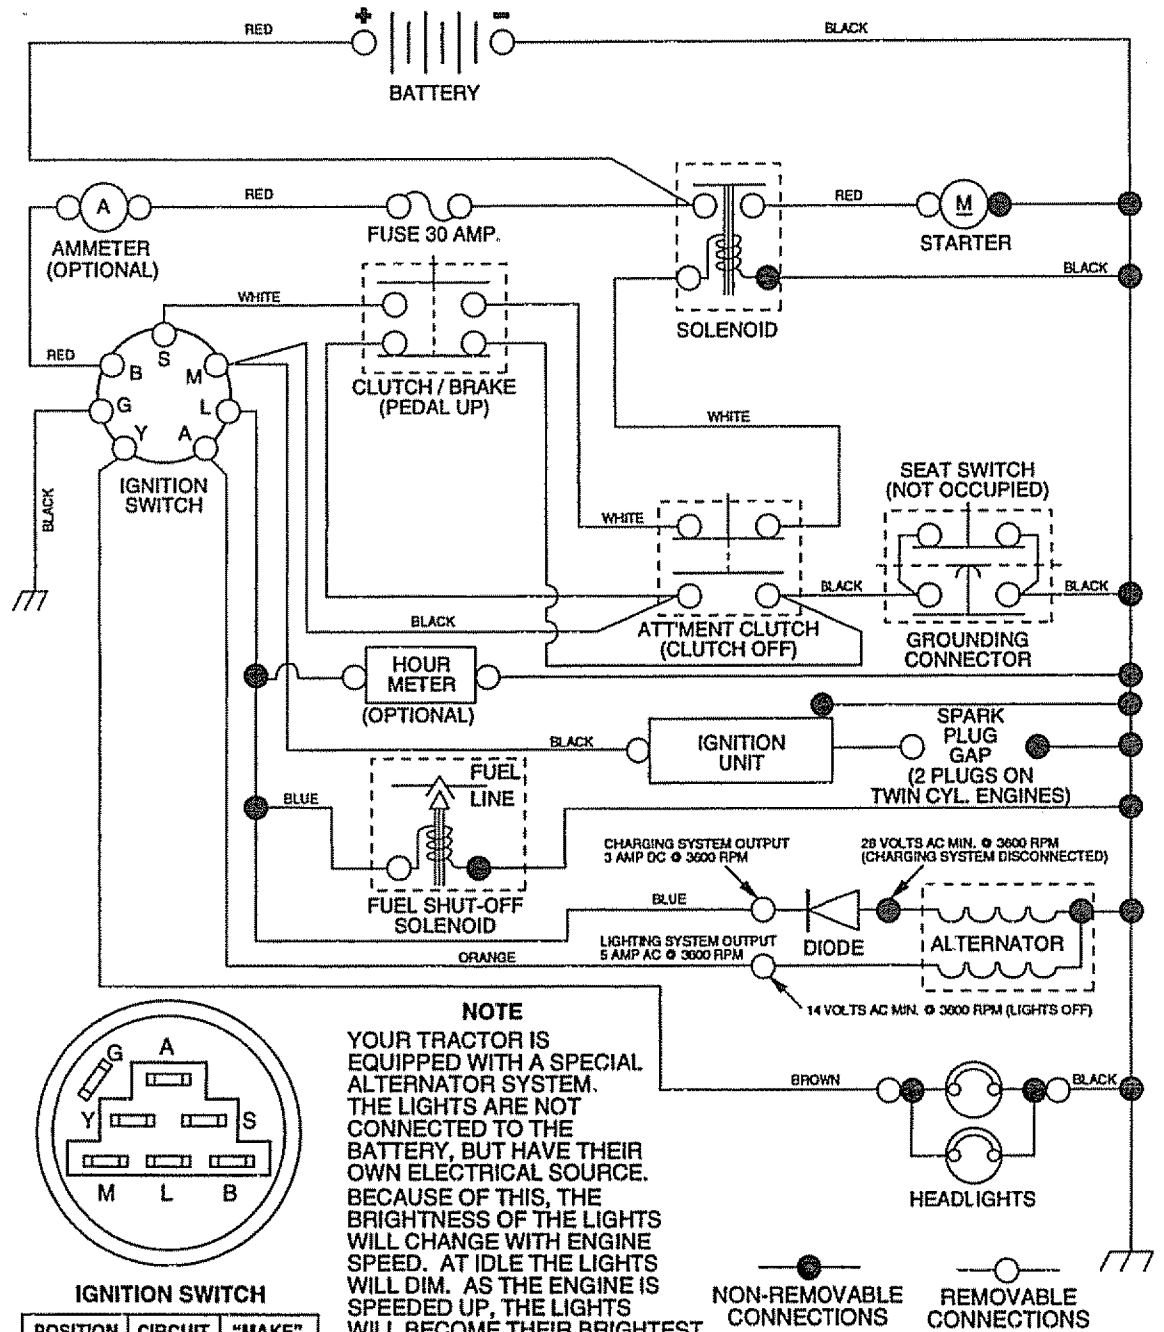 +
−
RED
BLACK
BATTERY
A
RED
RED
M
AMMETER
(OPTIONAL)
FUSE 30 AMP.
STARTER
WHITE
BLACK
SOLENOID
RED
S
B
M
G
L
Y
A
CLUTCH / BRAKE
(PEDAL UP)
WHITE
IGNITION
SWITCH
BLACK
SEAT SWITCH
(NOT OCCUPIED)
WHITE
BLACK
BLACK
BLACK
ATT'MENT CLUTCH
(CLUTCH OFF)
GROUNDING
CONNECTOR
HOUR
METER
(OPTIONAL)
BLACK
IGNITION
UNIT
SPARK
PLUG
GAP
(2 PLUGS ON
TWIN CYL. ENGINES)
FUEL
LINE
BLUE
FUEL SHUT-OFF
SOLENOID
CHARGING SYSTEM OUTPUT
3 AMP DC @ 3600 RPM
28 VOLTS AC MIN. @ 3600 RPM
(CHARGING SYSTEM DISCONNECTED)
BLUE
DIODE
ALTERNATOR
ORANGE
LIGHTING SYSTEM OUTPUT
5 AMP AC @ 3600 RPM
14 VOLTS AC MIN. @ 3600 RPM (LIGHTS OFF)
BROWN
BLACK
HEADLIGHTS
G
A
Y
S
M
L
B
IGNITION SWITCH
POSITION CIRCUIT "MAKE"
NOTE
YOUR TRACTOR IS
EQUIPPED WITH A SPECIAL
ALTERNATOR SYSTEM.
THE LIGHTS ARE NOT
CONNECTED TO THE
BATTERY, BUT HAVE THEIR
OWN ELECTRICAL SOURCE.
BECAUSE OF THIS, THE
BRIGHTNESS OF THE LIGHTS
WILL CHANGE WITH ENGINE
SPEED. AT IDLE THE LIGHTS
WILL DIM. AS THE ENGINE IS
SPEEDED UP, THE LIGHTS
WILL BECOME THEIR BRIGHTEST
NON-REMOVABLE
CONNECTIONS
REMOVABLE
CONNECTIONS